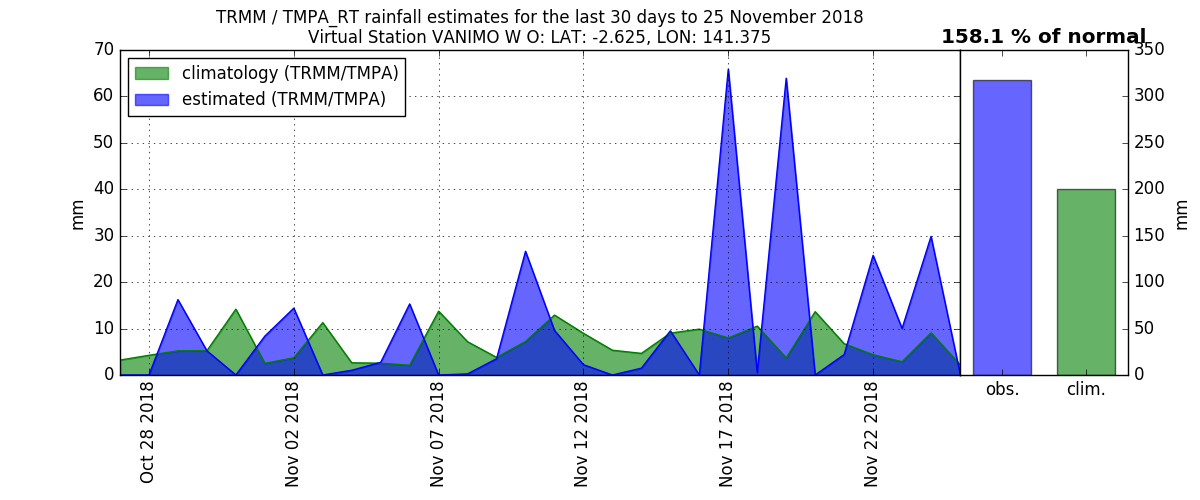 TRMM / TMPA_RT rainfall estimates for the last 30 days to 25 November 2018
Virtual Station VANIMO W O: LAT: -2.625, LON: 141.375
158.1 % of normal
climatology (TRMM/TMPA)
estimated (TRMM/TMPA)
70
60
50
40
30
20
10
0
mm
350
300
250
200
150
100
50
0
mm
Oct 28 2018
Nov 02 2018
Nov 07 2018
Nov 12 2018
Nov 17 2018
Nov 22 2018
obs.
clim.